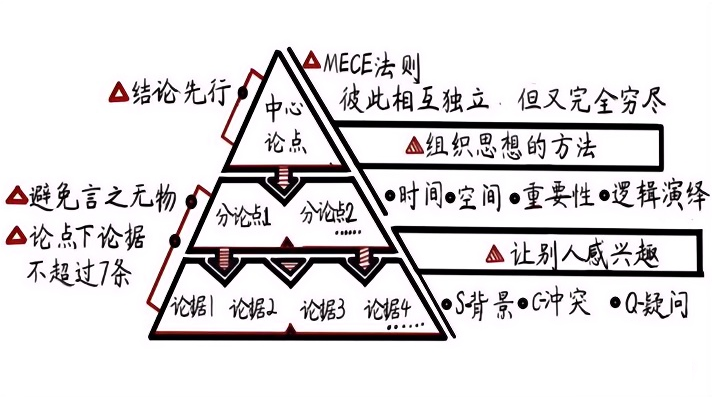 结论先行
MECE法则
彼此相互独立.但又完全穷尽
中心
论点
组织思想的方法
避免言之无物
时间 空间 重要性 逻辑演绎
分论点1 分论点2 ......
论点下论据
不超过7条
让别人感兴趣
论据1 论据2 论据3 论据4 ......
S-背景 C-冲突 Q-疑问